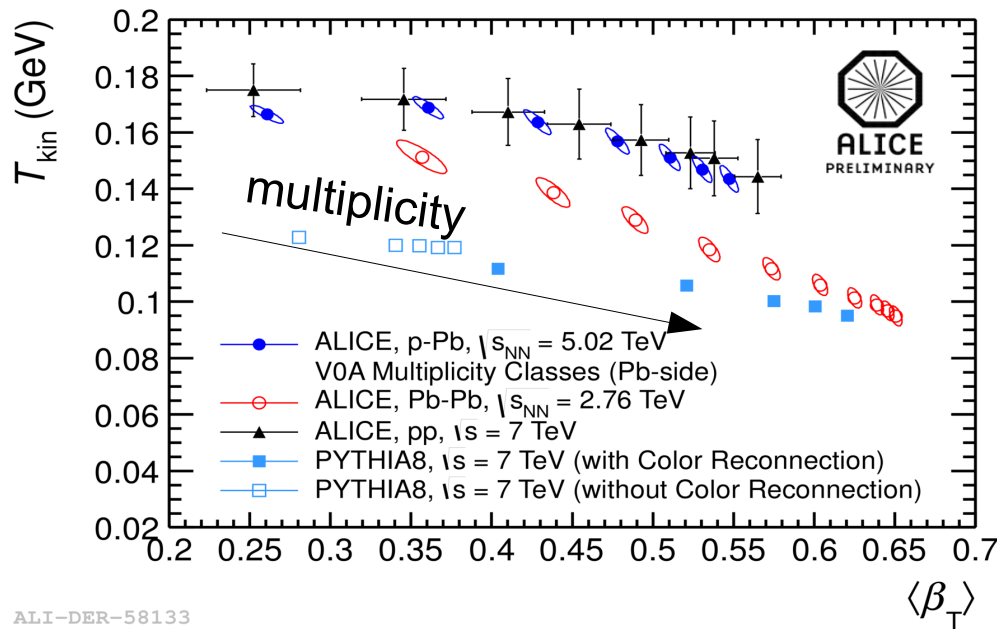 T_kin (GeV)
0.2
0.18
0.16
0.14
0.12
0.1
0.08
0.06
0.04
0.02
ALICE
PRELIMINARY
multiplicity
ALICE, p-Pb, √s_NN = 5.02 TeV
V0A Multiplicity Classes (Pb-side)
ALICE, Pb-Pb, √s_NN = 2.76 TeV
ALICE, pp, √s = 7 TeV
PYTHIA8, √s = 7 TeV (with Color Reconnection)
PYTHIA8, √s = 7 TeV (without Color Reconnection)
0.2 0.25 0.3 0.35 0.4 0.45 0.5 0.55 0.6 0.65 0.7
⟨β_T⟩
ALI-DER-58133